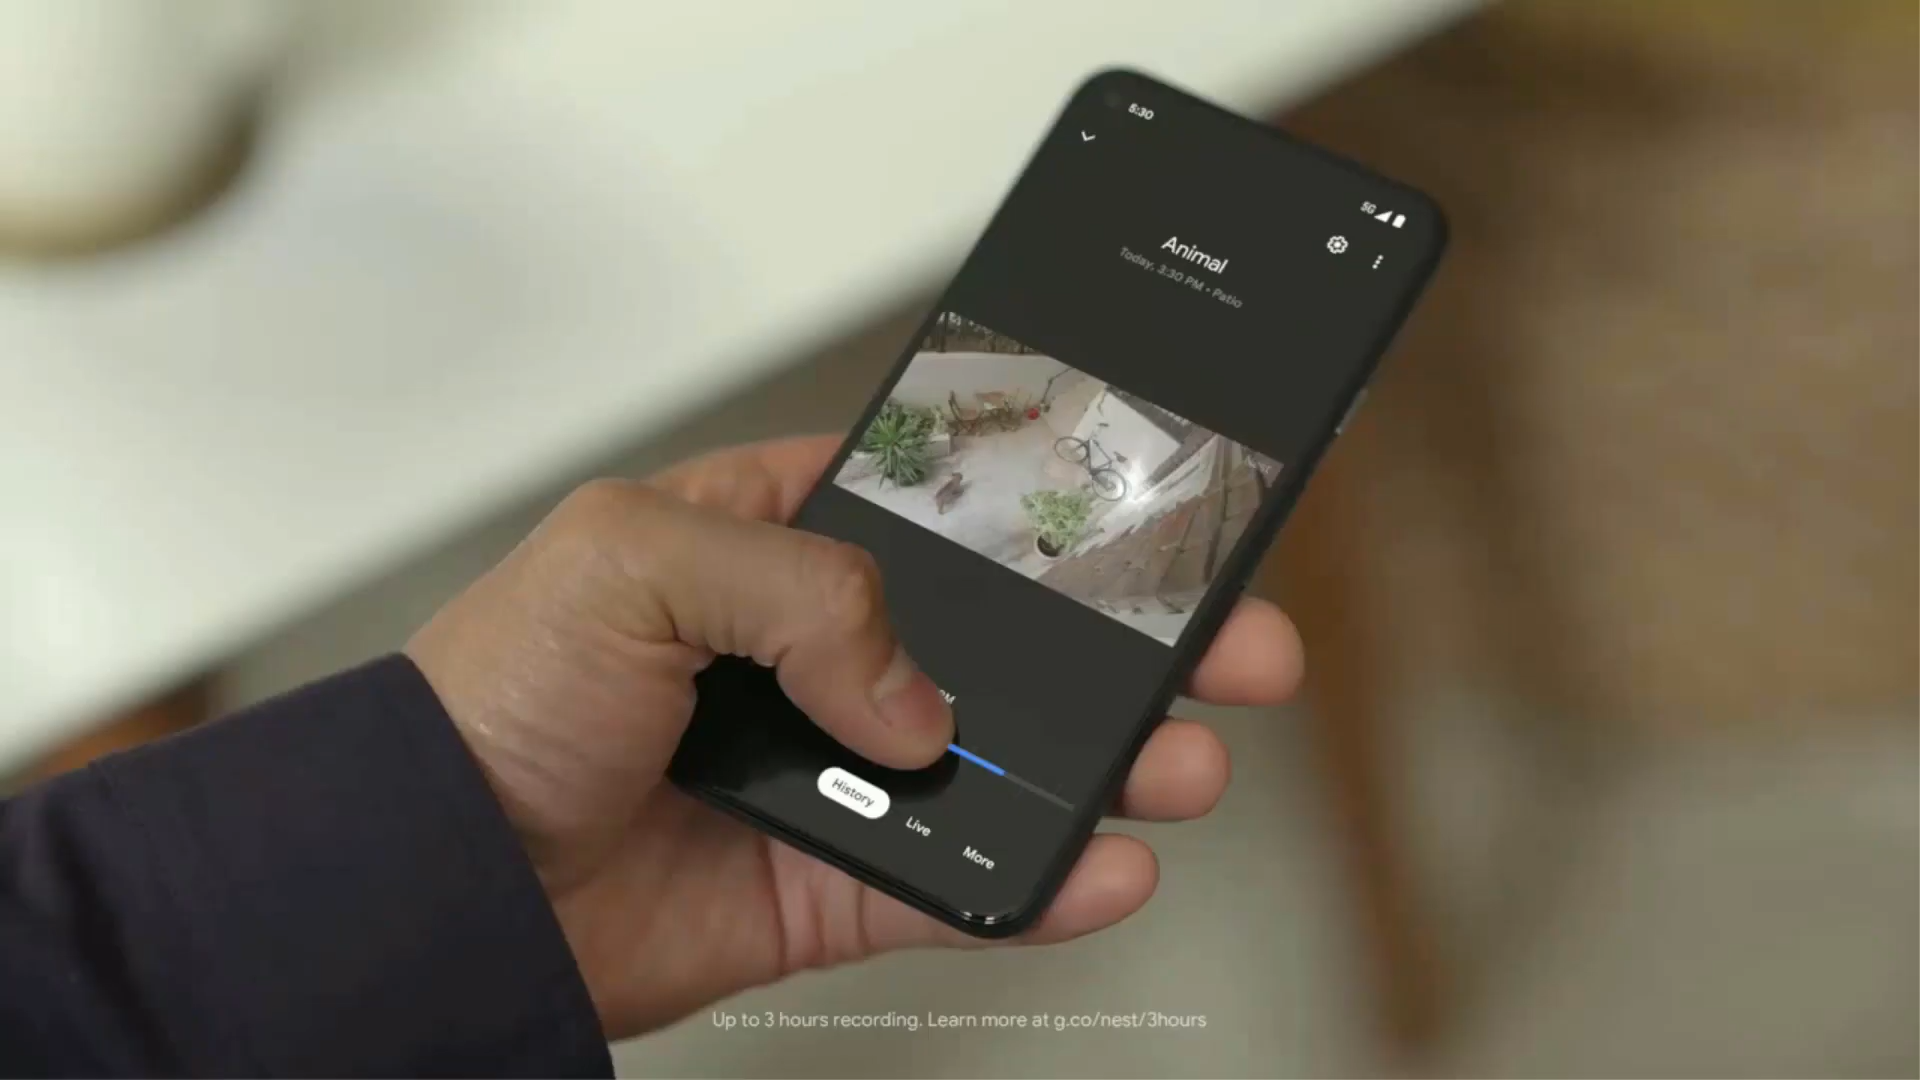 5:30
5G
Animal
Today, 3:30 PM • Patio
Nest
History
Live
More
Up to 3 hours recording. Learn more at g.co/nest/3hours